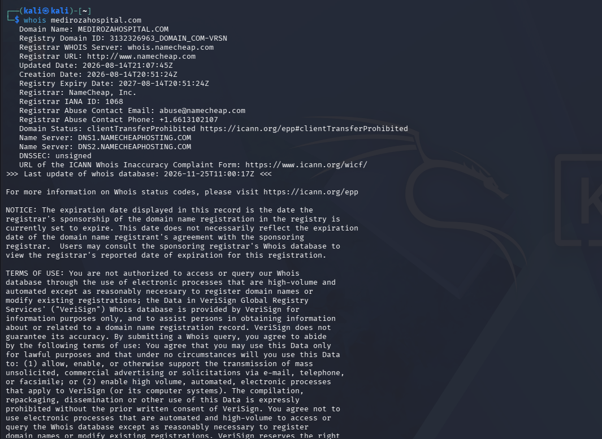 ┌──(kali㉿kali)-[~]
└─$ whois medirozahospital.com
Domain Name: MEDIROZAHOSPITAL.COM
Registry Domain ID: 3132326963_DOMAIN_COM-VRSN
Registrar WHOIS Server: whois.namecheap.com
Registrar URL: http://www.namecheap.com
Updated Date: 2026-08-14T21:07:45Z
Creation Date: 2026-08-14T20:51:24Z
Registry Expiry Date: 2027-08-14T20:51:24Z
Registrar: NameCheap, Inc.
Registrar IANA ID: 1068
Registrar Abuse Contact Email: abuse@namecheap.com
Registrar Abuse Contact Phone: +1.6613102107
Domain Status: clientTransferProhibited https://icann.org/epp#clientTransferProhibited
Name Server: DNS1.NAMECHEAPHOSTING.COM
Name Server: DNS2.NAMECHEAPHOSTING.COM
DNSSEC: unsigned
URL of the ICANN Whois Inaccuracy Complaint Form: https://www.icann.org/wicf/
>>> Last update of whois database: 2026-11-25T11:00:17Z <<<
For more information on Whois status codes, please visit https://icann.org/epp
NOTICE: The expiration date displayed in this record is the date the
registrar's sponsorship of the domain name registration in the registry is
currently set to expire. This date does not necessarily reflect the expiration
date of the domain name registrant's agreement with the sponsoring
registrar.  Users may consult the sponsoring registrar's Whois database to
view the registrar's reported date of expiration for this registration.
TERMS OF USE: You are not authorized to access or query our Whois
database through the use of electronic processes that are high-volume and
automated except as reasonably necessary to register domain names or
modify existing registrations; the Data in VeriSign Global Registry
Services' ("VeriSign") Whois database is provided by VeriSign for
information purposes only, and to assist persons in obtaining information
about or related to a domain name registration record. VeriSign does not
guarantee its accuracy. By submitting a Whois query, you agree to abide
by the following terms of use: You agree that you may use this Data only
for lawful purposes and that under no circumstances will you use this Data
to: (1) allow, enable, or otherwise support the transmission of mass
unsolicited, commercial advertising or solicitations via e-mail, telephone,
or facsimile; or (2) enable high volume, automated, electronic processes
that apply to VeriSign (or its computer systems). The compilation,
repackaging, dissemination or other use of this Data is expressly
prohibited without the prior written consent of VeriSign. You agree not to
use electronic processes that are automated and high-volume to access or
query the Whois database except as reasonably necessary to register
domain names or modify existing registrations. VeriSign reserves the right